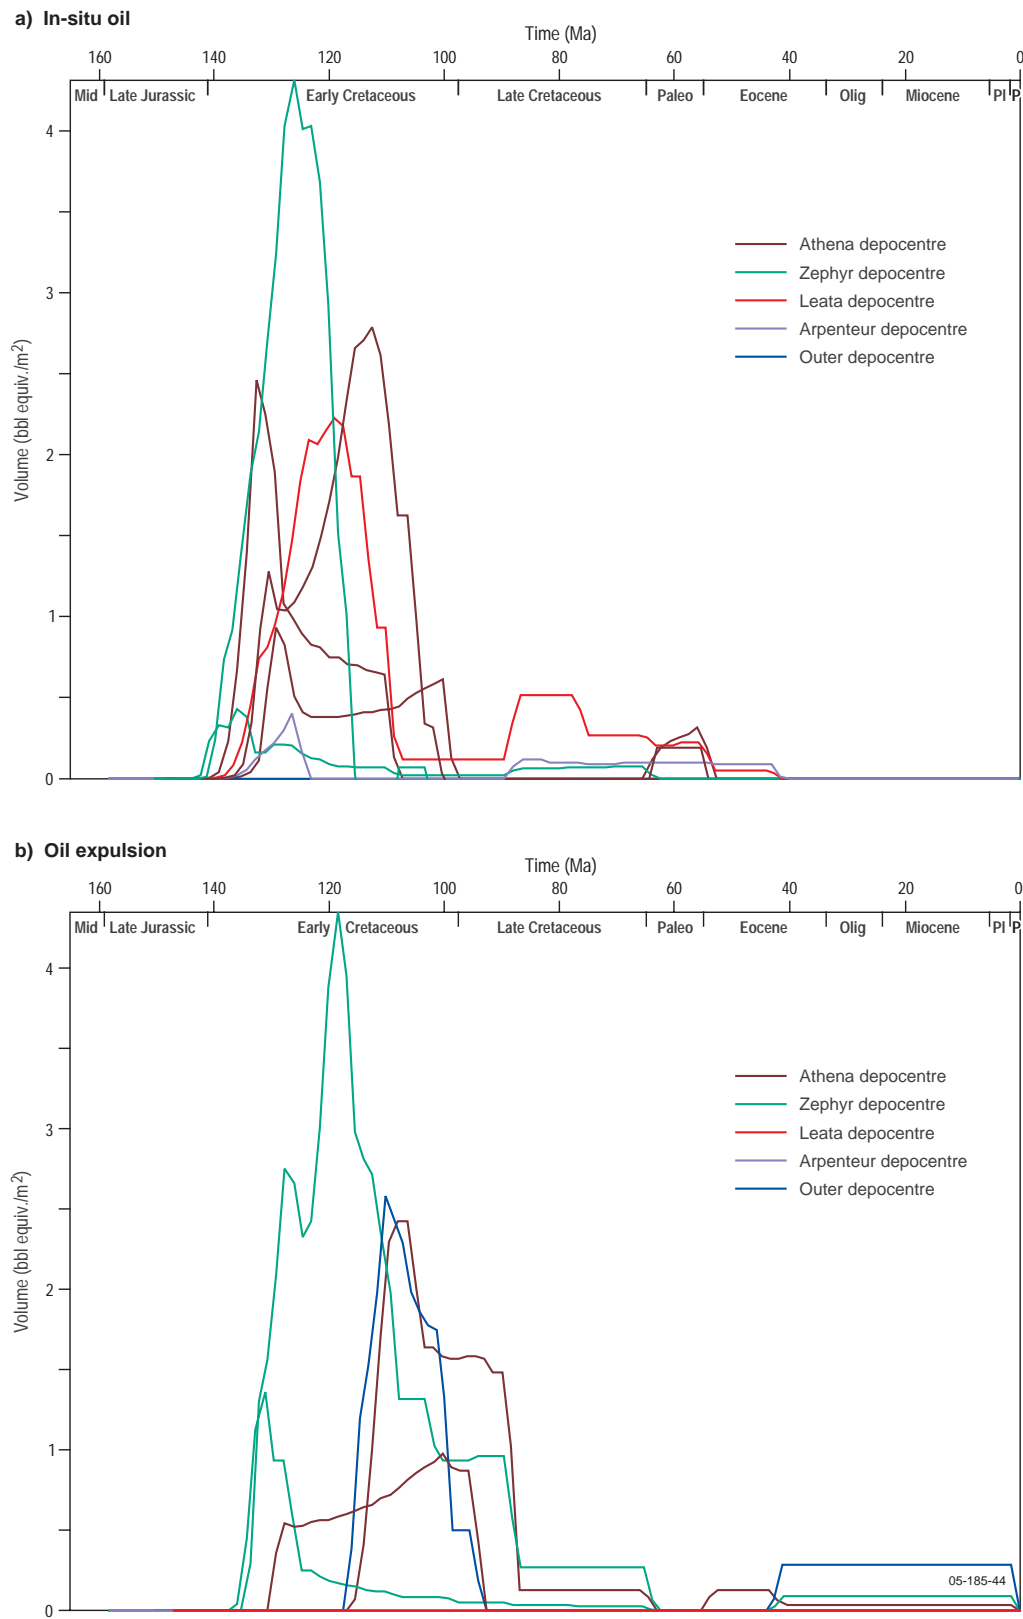 a) In-situ oil
Time (Ma)
160 140 120 100 80 60 40 20 0
Mid Late Jurassic Early Cretaceous Late Cretaceous Paleo Eocene Olig Miocene Pl P
4
3
2
1
0
Volume (bbl equiv./m²)
Athena depocentre
Zephyr depocentre
Leata depocentre
Arpenteur depocentre
Outer depocentre
b) Oil expulsion
Time (Ma)
160 140 120 100 80 60 40 20 0
Mid Late Jurassic Early Cretaceous Late Cretaceous Paleo Eocene Olig Miocene Pl P
4
3
2
1
0
Volume (bbl equiv./m²)
Athena depocentre
Zephyr depocentre
Leata depocentre
Arpenteur depocentre
Outer depocentre
05-185-44